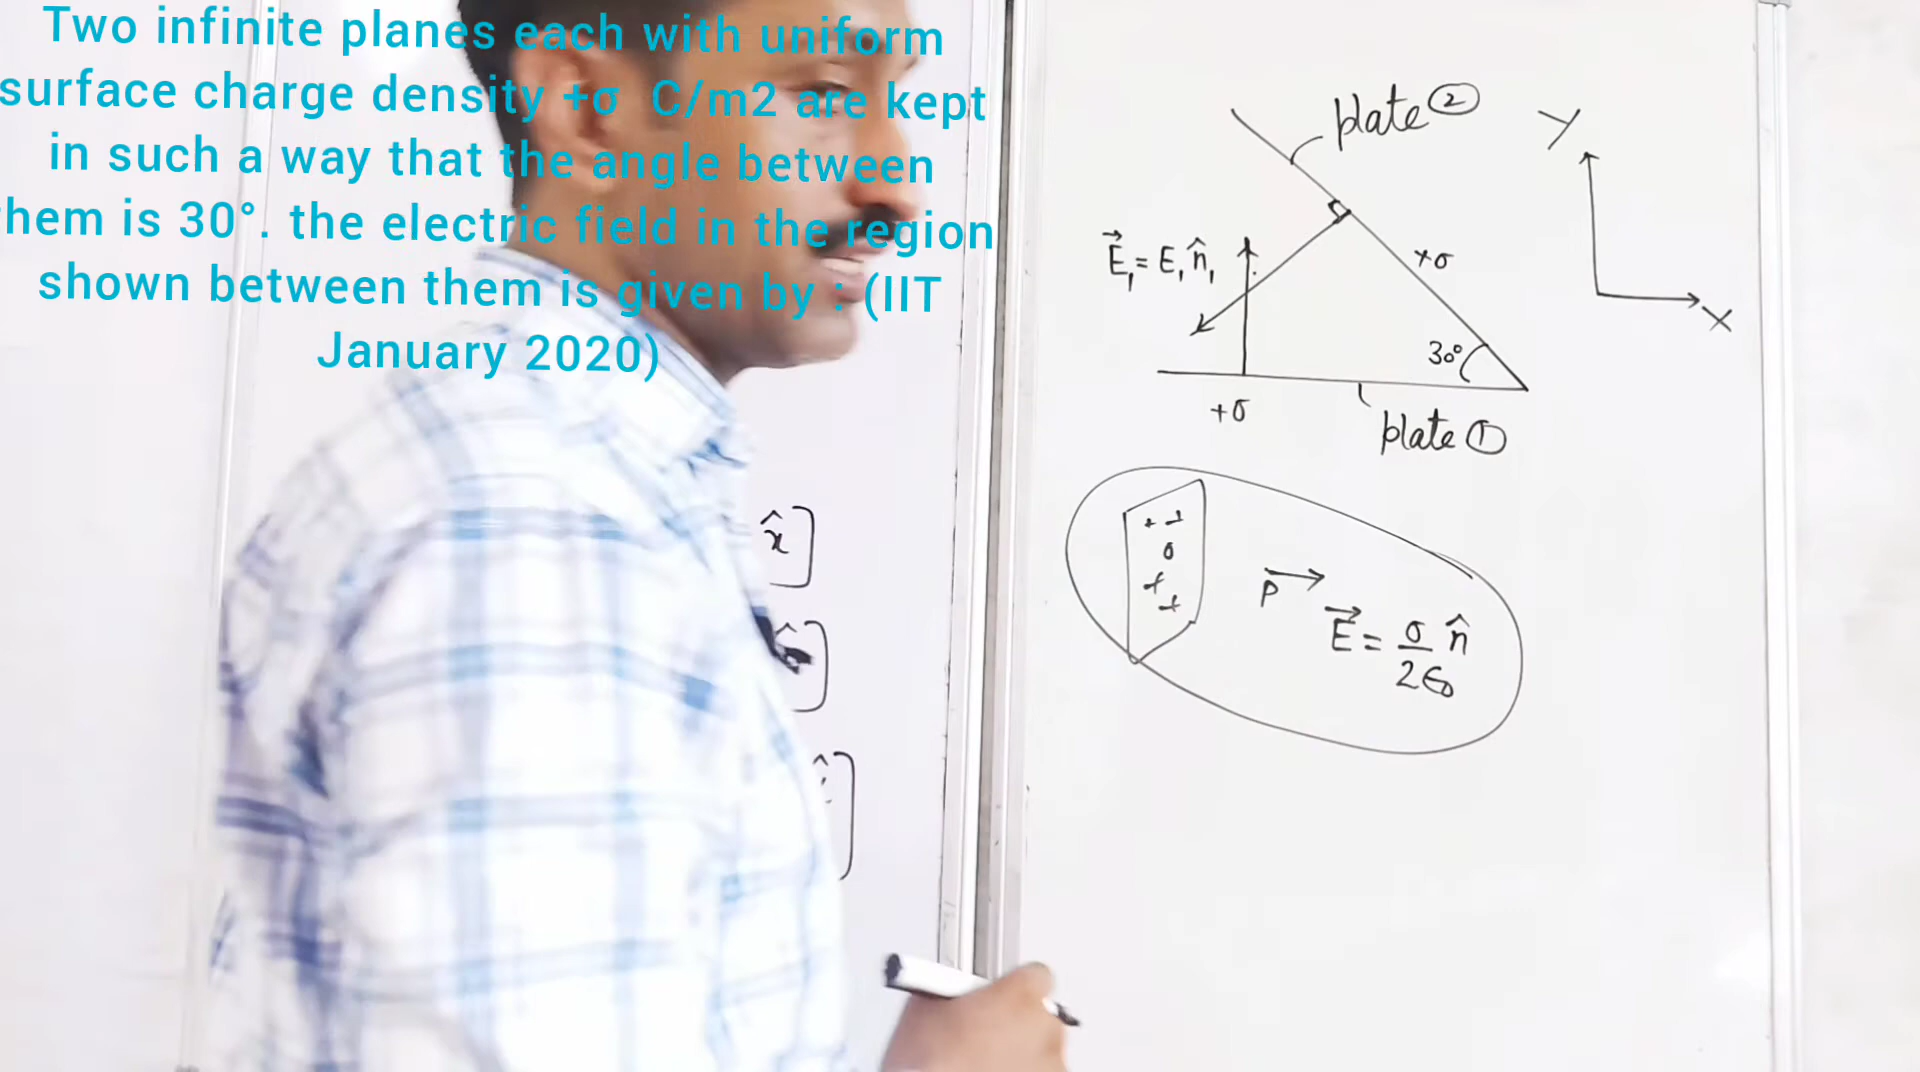 Two infinite planes each with uniform
surface charge density +σ C/m2 are kept
in such a way that the angle between
hem is 30°. the electric field in the region
shown between them is given by : (IIT
January 2020)
x̂]
]
]
plate ②
Y
E⃗₁ = E₁ n̂₁
+σ
X
30°
+σ
plate ①
+ +
σ
+
+
P
E⃗ = σ/2ϵ₀ n̂